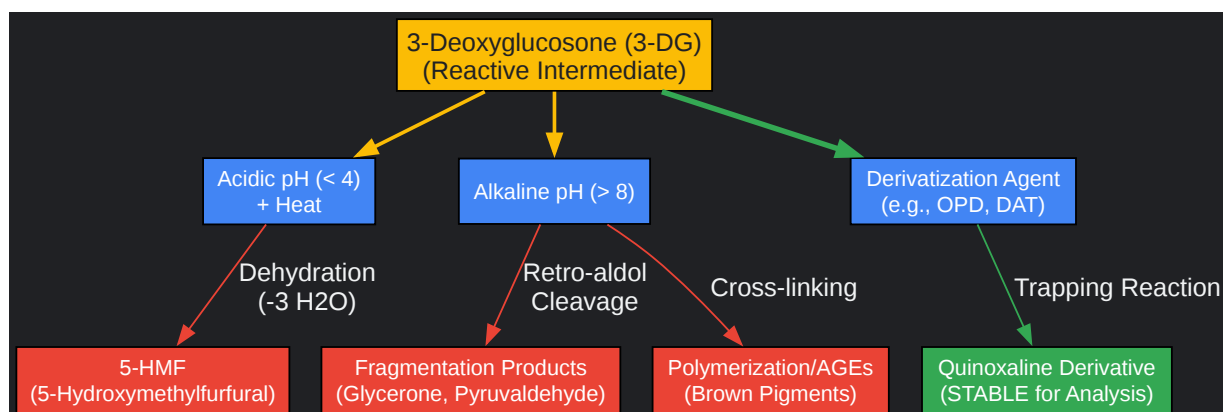 3-Deoxyglucosone (3-DG)
(Reactive Intermediate)
Acidic pH (< 4)
+ Heat
Alkaline pH (> 8)
Derivatization Agent
(e.g., OPD, DAT)
Dehydration
(-3 H2O)
Retro-aldol
Cleavage
Cross-linking
Trapping Reaction
5-HMF
(5-Hydroxymethylfurfural)
Fragmentation Products
(Glycerone, Pyruvaldehyde)
Polymerization/AGEs
(Brown Pigments)
Quinoxaline Derivative
(STABLE for Analysis)